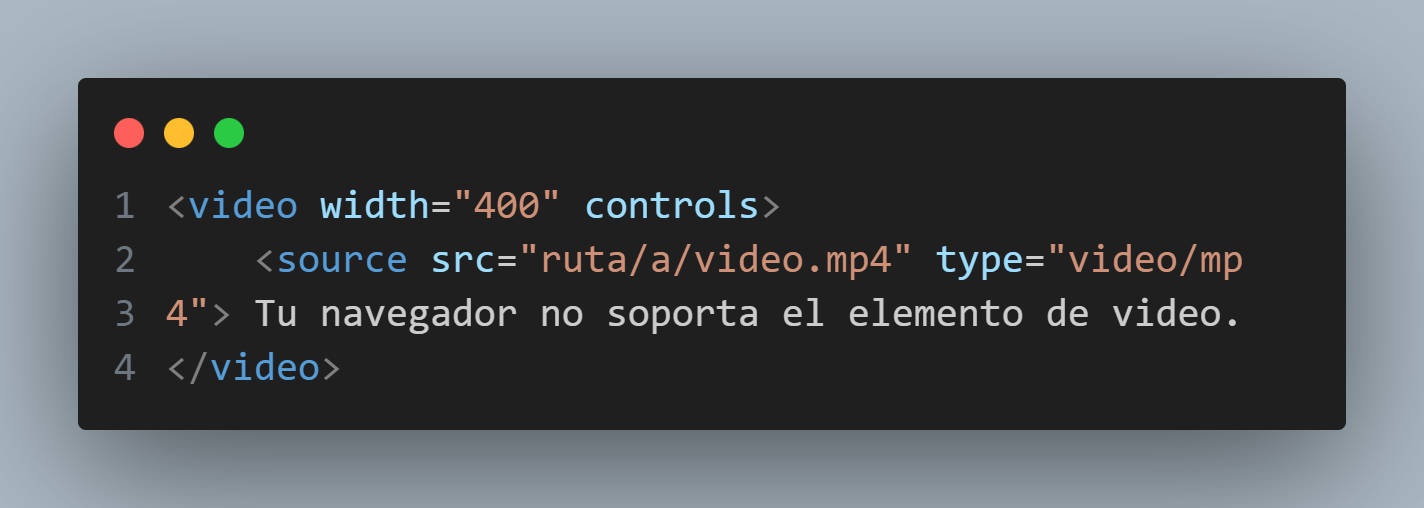 1 <video width="400" controls>
2     <source src="ruta/a/video.mp4" type="video/mp
3 4"> Tu navegador no soporta el elemento de video.
4 </video>